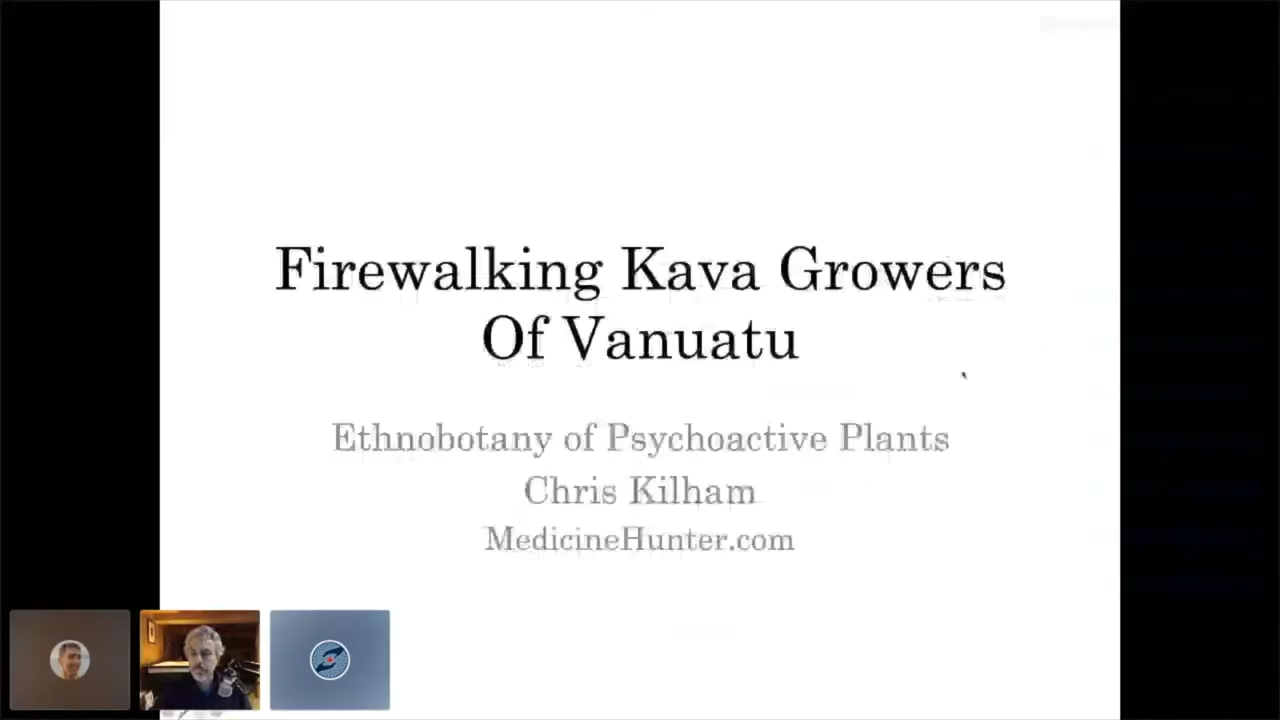 Firewalking Kava Growers
Of Vanuatu
Ethnobotany of Psychoactive Plants
Chris Kilham
MedicineHunter.com